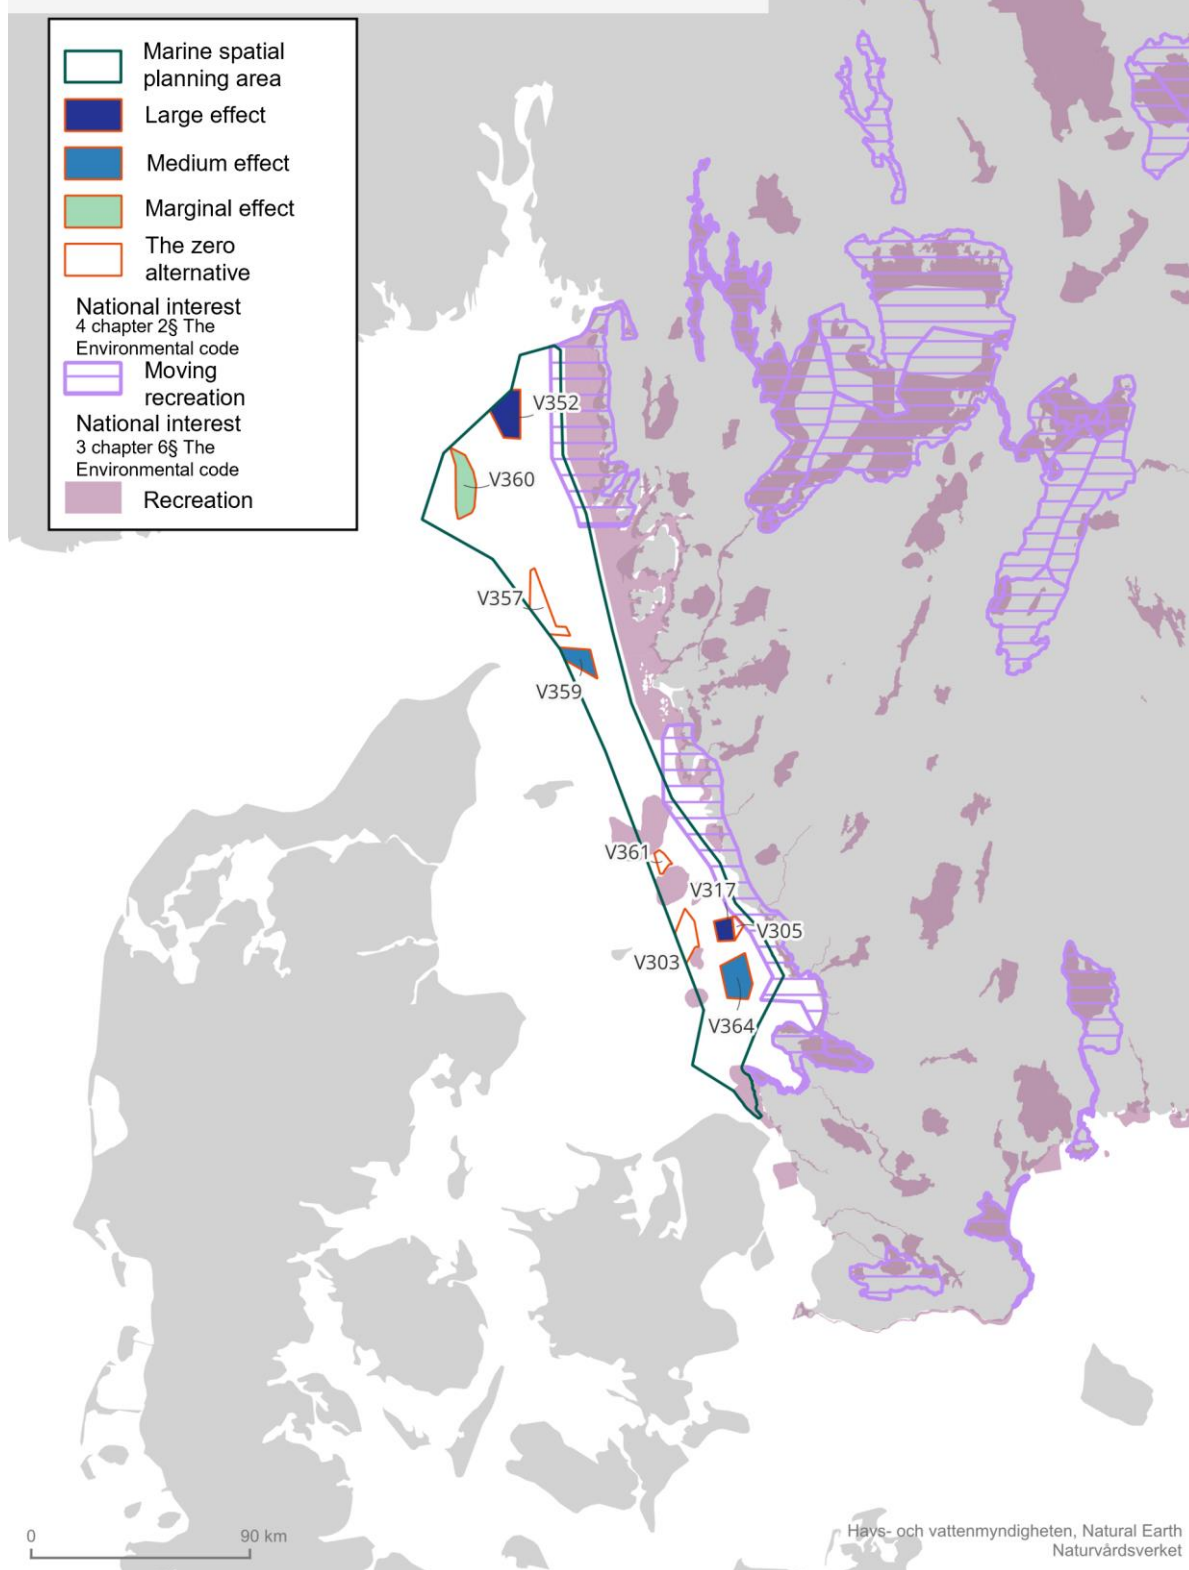 Marine spatial
planning area
Large effect
Medium effect
Marginal effect
The zero
alternative
National interest
4 chapter 2§ The
Environmental code
Moving
recreation
National interest
3 chapter 6§ The
Environmental code
Recreation
V352
V360
V357
V359
V361
V317
V305
V303
V364
0 90 km
Havs- och vattenmyndigheten, Natural Earth
Naturvårdsverket